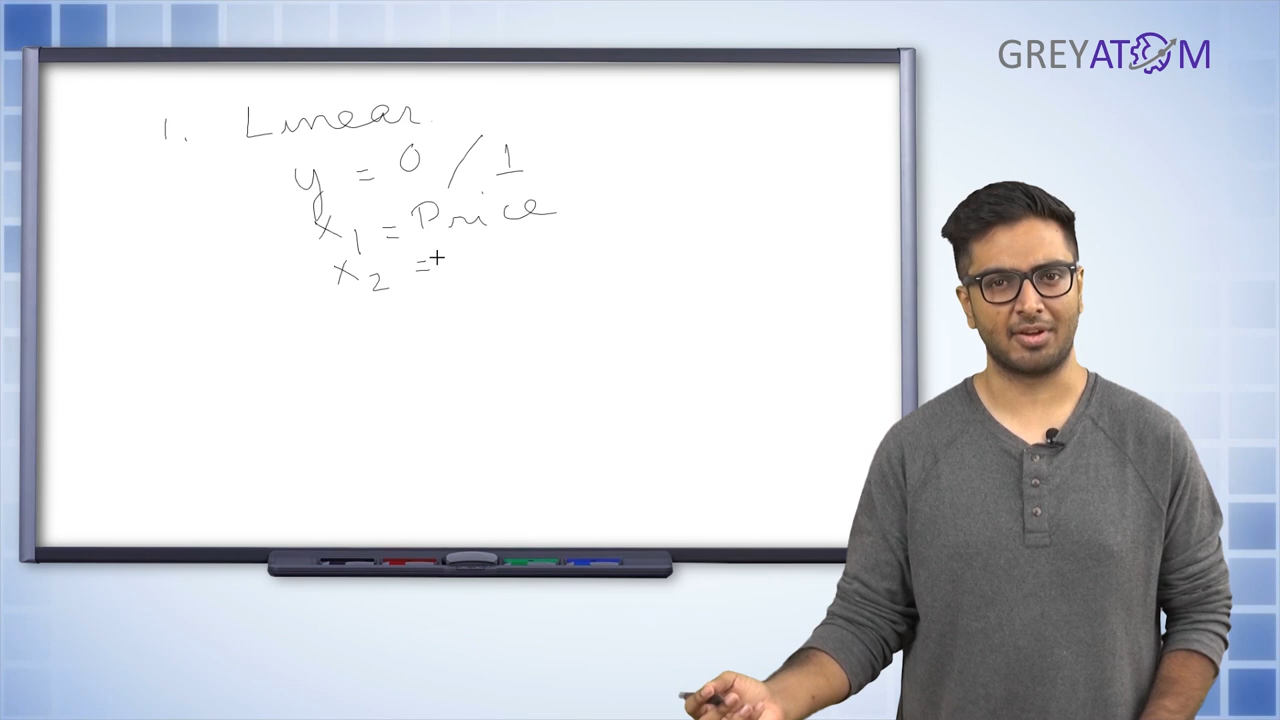 GREYATOM
1. Linear
y = 0 / 1
x1 = Price
x2 =